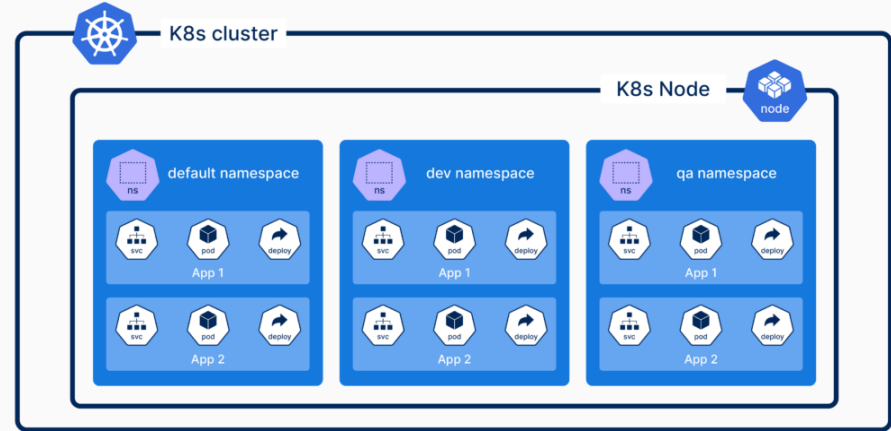 K8s cluster
K8s Node
node
ns
default namespace
svc
pod
deploy
App 1
svc
pod
deploy
App 2
ns
dev namespace
svc
pod
deploy
App 1
svc
pod
deploy
App 2
ns
qa namespace
svc
pod
deploy
App 1
svc
pod
deploy
App 2